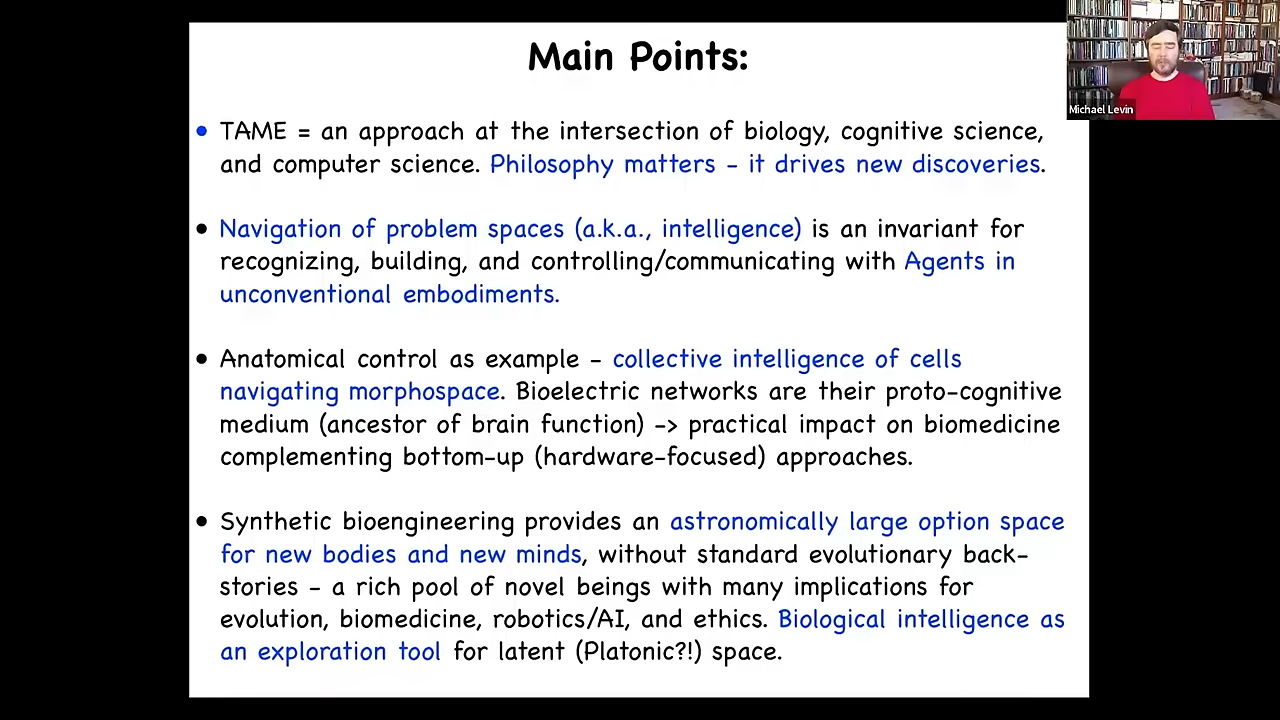 Main Points:
• TAME = an approach at the intersection of biology, cognitive science,
and computer science. Philosophy matters - it drives new discoveries.
• Navigation of problem spaces (a.k.a., intelligence) is an invariant for
recognizing, building, and controlling/communicating with Agents in
unconventional embodiments.
• Anatomical control as example - collective intelligence of cells
navigating morphospace. Bioelectric networks are their proto-cognitive
medium (ancestor of brain function) -> practical impact on biomedicine
complementing bottom-up (hardware-focused) approaches.
• Synthetic bioengineering provides an astronomically large option space
for new bodies and new minds, without standard evolutionary back-
stories - a rich pool of novel beings with many implications for
evolution, biomedicine, robotics/AI, and ethics. Biological intelligence as
an exploration tool for latent (Platonic?!) space.
Michael Levin